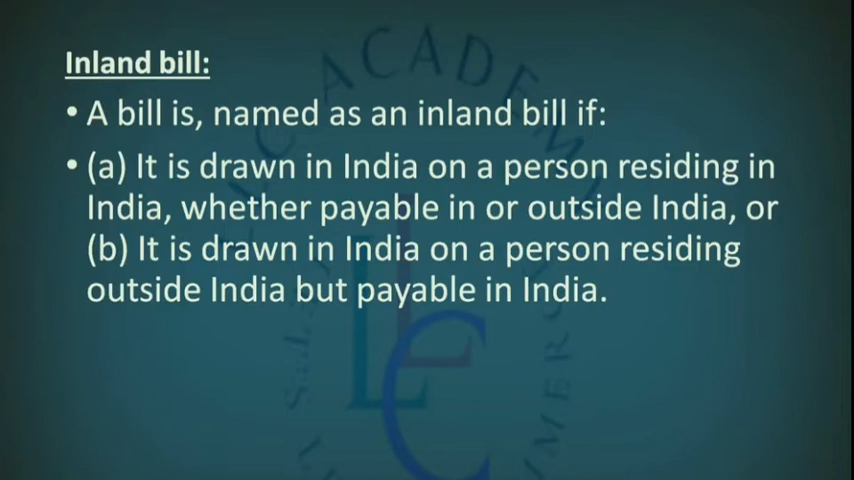 Inland bill:
• A bill is, named as an inland bill if:
• (a) It is drawn in India on a person residing in
India, whether payable in or outside India, or
(b) It is drawn in India on a person residing
outside India but payable in India.